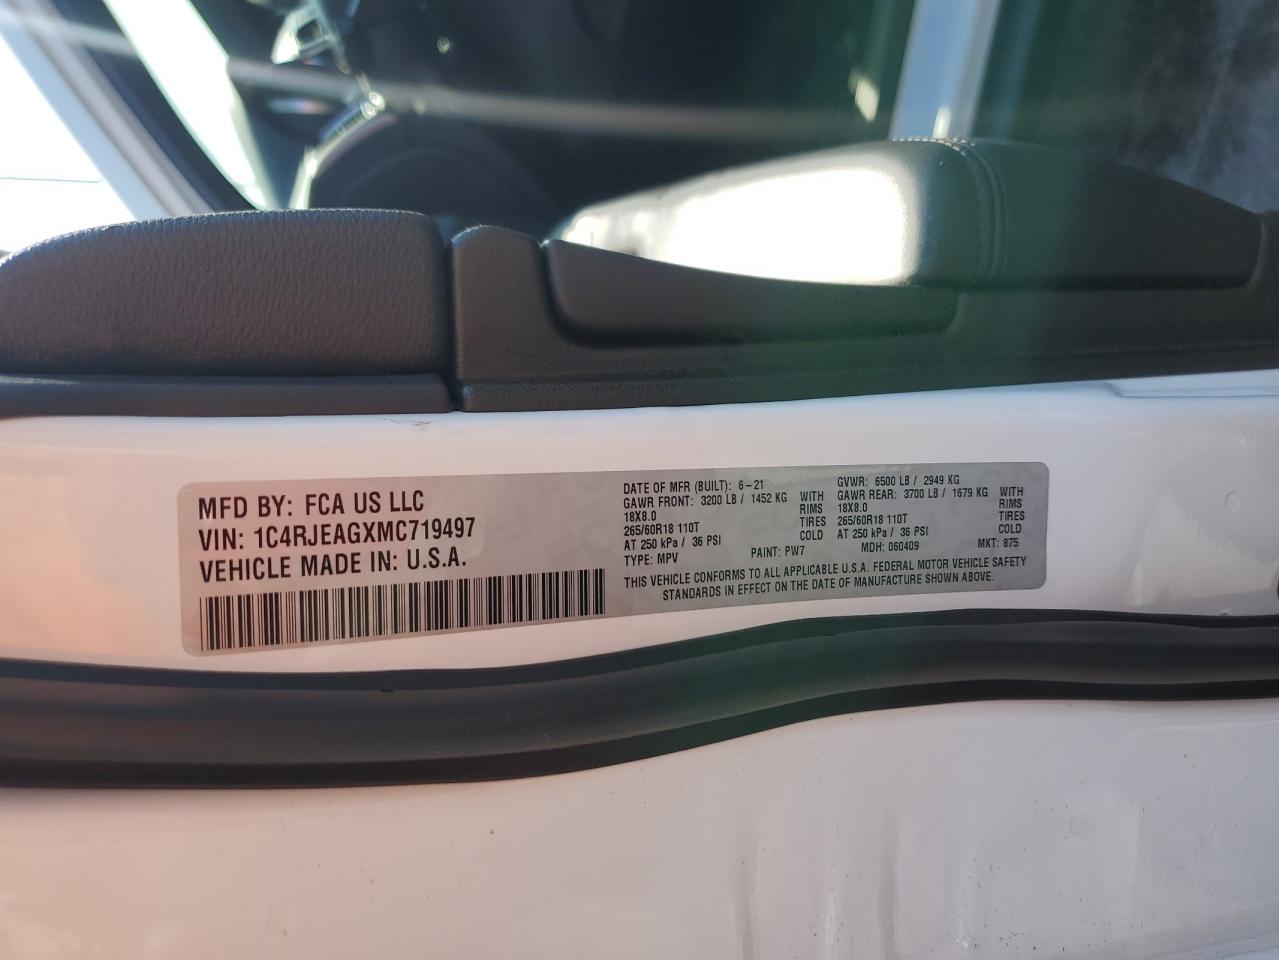 MFD BY: FCA US LLC
VIN: 1C4RJEAGXMC719497
VEHICLE MADE IN: U.S.A.
DATE OF MFR (BUILT): 6-21
GAWR FRONT: 3200 LB / 1452 KG WITH
18X8.0 RIMS
265/60R18 110T TIRES
AT 250 kPa / 36 PSI COLD
TYPE: MPV PAINT: PW7
GVWR: 6500 LB / 2949 KG
GAWR REAR: 3700 LB / 1679 KG WITH
18X8.0 RIMS
265/60R18 110T TIRES
AT 250 kPa / 36 PSI COLD
MDH: 060409 MKT: 875
THIS VEHICLE CONFORMS TO ALL APPLICABLE U.S.A. FEDERAL MOTOR VEHICLE SAFETY
STANDARDS IN EFFECT ON THE DATE OF MANUFACTURE SHOWN ABOVE.